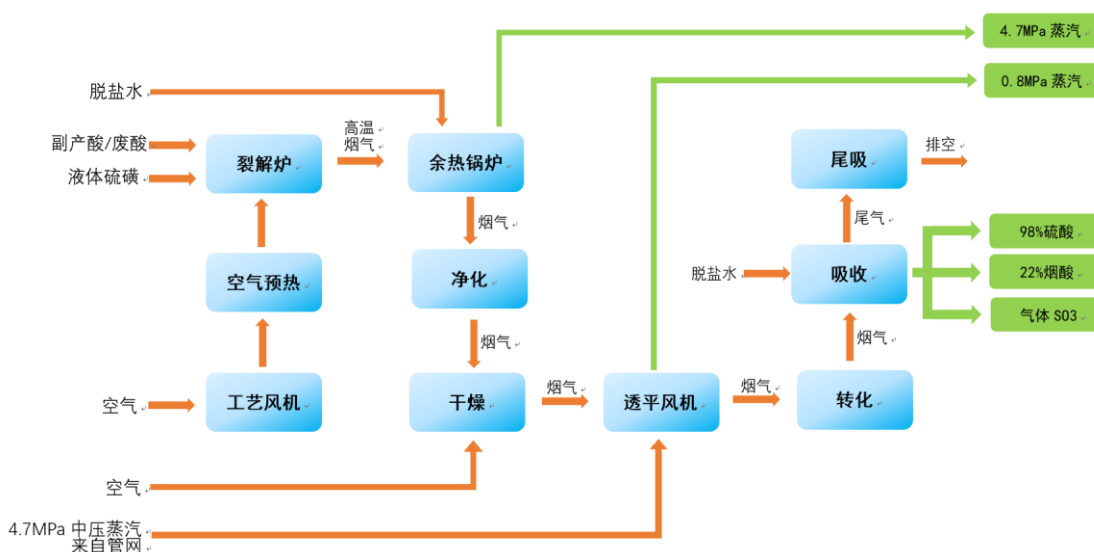 4.7MPa 蒸汽
0.8MPa 蒸汽
脱盐水
副产酸/废酸
液体硫磺
裂解炉
高温
烟气
余热锅炉
尾吸
排空
烟气
尾气
空气预热
净化
脱盐水
吸收
98%硫酸
22%烟酸
气体 SO3
烟气
烟气
空气
工艺风机
干燥
烟气
透平风机
烟气
转化
空气
4.7MPa 中压蒸汽
来自管网